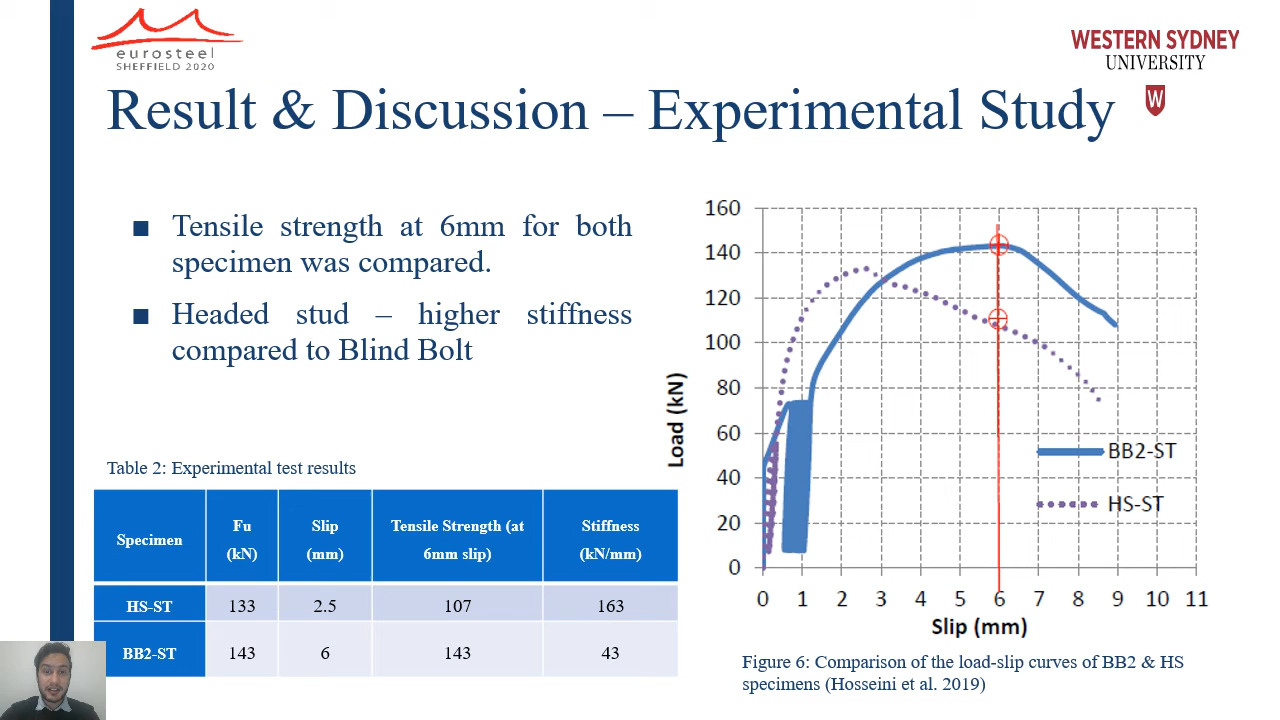 eurosteel
SHEFFIELD 2020
WESTERN SYDNEY
UNIVERSITY
W
Result & Discussion – Experimental Study
■ Tensile strength at 6mm for both
specimen was compared.
■ Headed stud – higher stiffness
compared to Blind Bolt
Table 2: Experimental test results
Specimen Fu (kN) Slip (mm) Tensile Strength (at 6mm slip) Stiffness (kN/mm)
HS-ST 133 2.5 107 163
BB2-ST 143 6 143 43
160
140
120
100
80
60
40
20
0
Load (kN)
BB2-ST
HS-ST
0 1 2 3 4 5 6 7 8 9 10 11
Slip (mm)
Figure 6: Comparison of the load-slip curves of BB2 & HS
specimens (Hosseini et al. 2019)